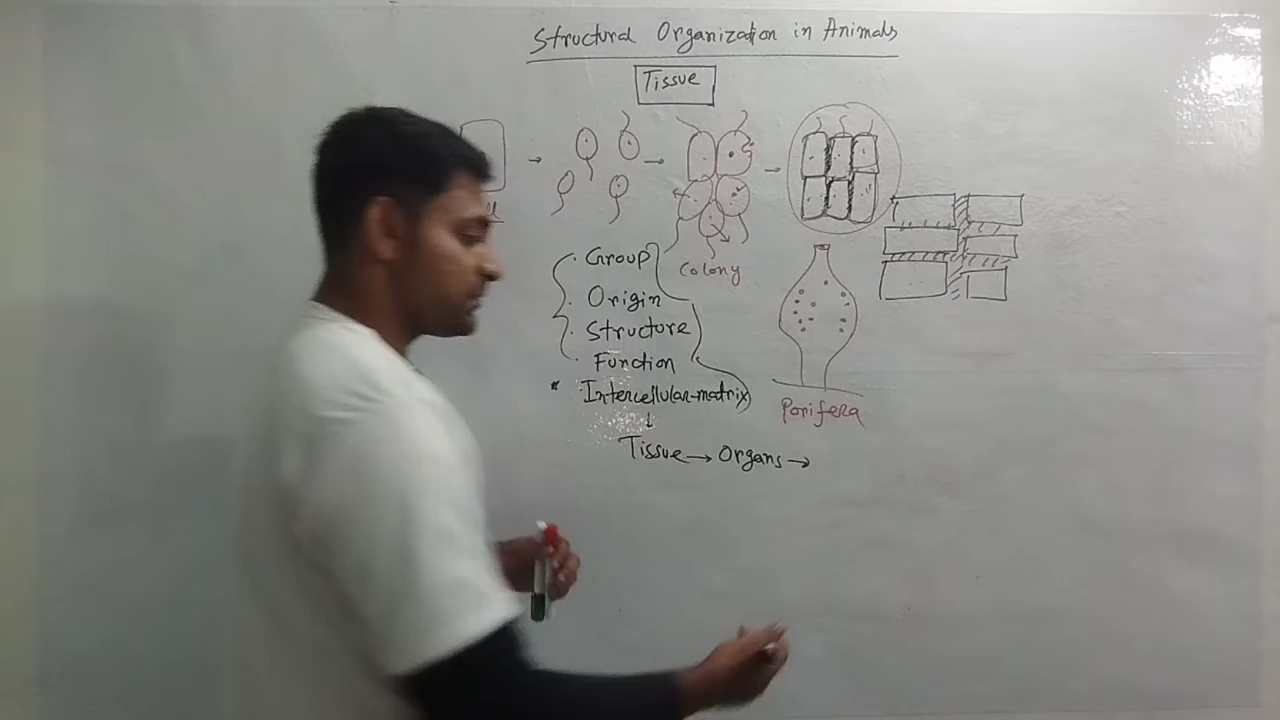 Structural Organization in Animals
Tissue
Colony
Group
Origin
Structure
Function
* Intercellular-matrix
Tissue → Organs →
Porifera